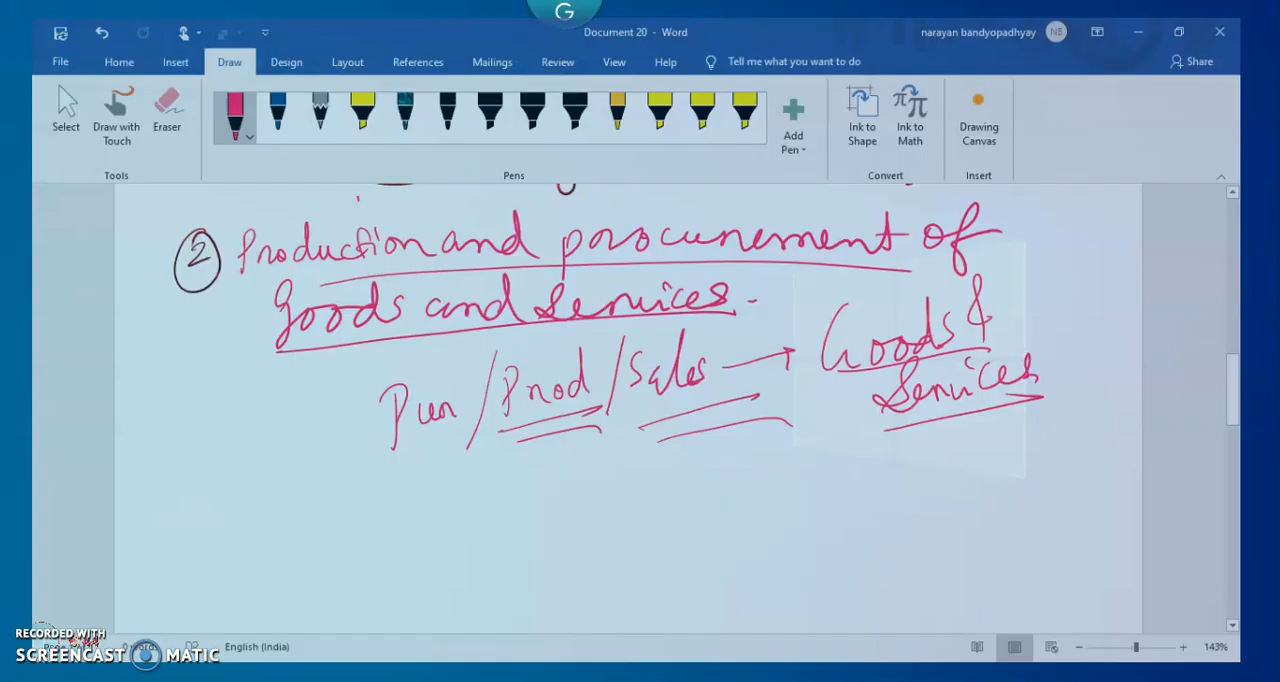 G
Document 20 - Word
narayan bandyopadhyay NB
File Home Insert Draw Design Layout References Mailings Review View Help Tell me what you want to do Share
Select Draw with Touch Eraser Add Pen Ink to Shape Ink to Math Drawing Canvas
Tools Pens Convert Insert
② Production and procurement of
Goods and Services.
Pur / Prod / Sales → Goods &
Services
RECORDED WITH
SCREENCAST MATIC
English (India)
143%